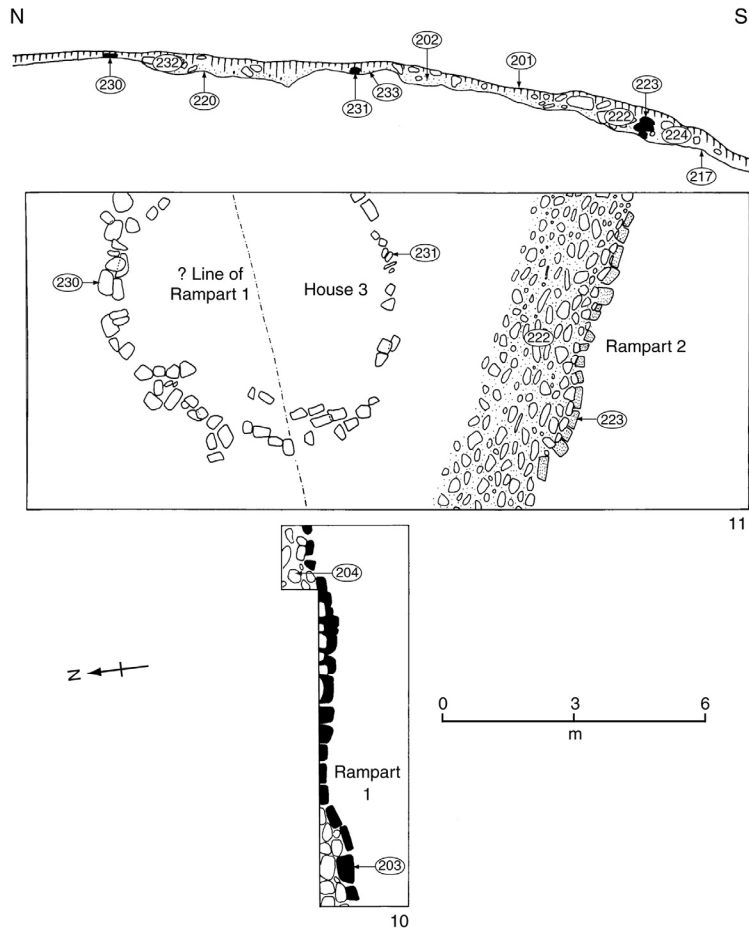 N S
202 201
232 223
222
230 220 231 233 224
217
230 231
? Line of
Rampart 1
House 3
222
Rampart 2
223
11
204
N
0 3 6
m
Rampart
1
203
10